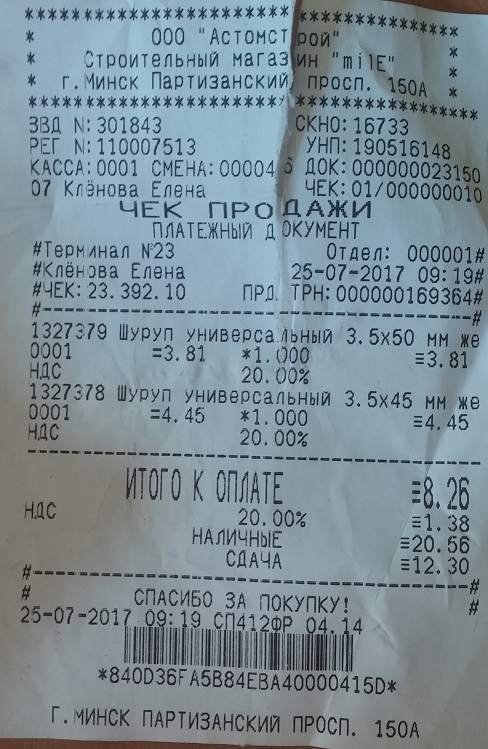 ********************************
* ООО "Астомстрой" *
* Строительный магазин "milE" *
* г.Минск Партизанский просп. 150А *
********************************
ЗВД N:301843 СКНО:16733
РЕГ N:110007513 УНП:190516148
КАССА:0001 СМЕНА:000046 ДОК:000000023150
07 Клёнова Елена ЧЕК:01/000000010
ЧЕК ПРОДАЖИ
ПЛАТЕЖНЫЙ ДОКУМЕНТ
#Терминал №23 Отдел: 000001#
#Клёнова Елена 25-07-2017 09:19#
#ЧЕК:23.392.10 ПРД.ТРН:000000169364#
#--------------------------------------#
1327379 Шуруп универсальный 3.5x50 мм же
0001 =3.81 *1.000 ≡3.81
НДС 20.00%
1327378 Шуруп универсальный 3.5x45 мм же
0001 =4.45 *1.000 ≡4.45
НДС 20.00%
----------------------------------------
ИТОГО К ОПЛАТЕ ≡8.26
НДС 20.00% ≡1.38
НАЛИЧНЫЕ ≡20.56
СДАЧА ≡12.30
#--------------------------------------#
# СПАСИБО ЗА ПОКУПКУ! #
25-07-2017 09:19 СП412ФР 04.14
*840D36FA5B84EBA40000415D*
Г.МИНСК ПАРТИЗАНСКИЙ ПРОСП. 150А